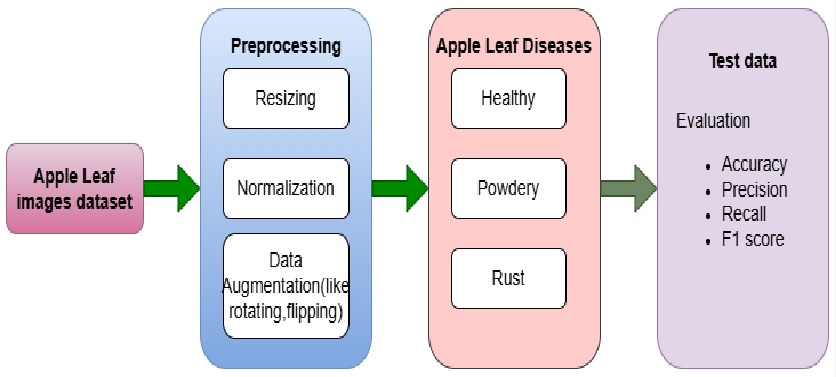 Apple Leaf
images dataset
Preprocessing
Resizing
Normalization
Data
Augmentation(like
rotating,flipping)
Apple Leaf Diseases
Healthy
Powdery
Rust
Test data
Evaluation
• Accuracy
• Precision
• Recall
• F1 score